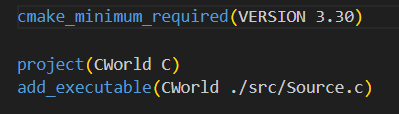 cmake_minimum_required(VERSION 3.30)
project(CWorld C)
add_executable(CWorld ./src/Source.c)